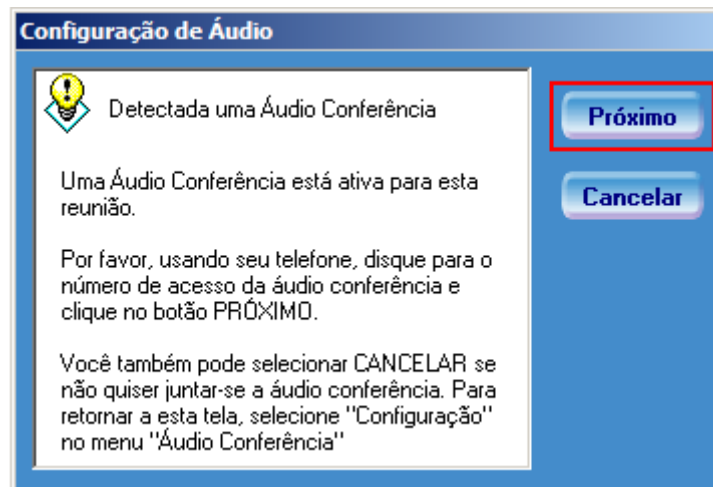 Configuração de Áudio
Detectada uma Áudio Conferência
Próximo
Uma Áudio Conferência está ativa para esta
reunião.
Cancelar
Por favor, usando seu telefone, disque para o
número de acesso da áudio conferência e
clique no botão PRÓXIMO.
Você também pode selecionar CANCELAR se
não quiser juntar-se a áudio conferência. Para
retornar a esta tela, selecione "Configuração"
no menu "Áudio Conferência"